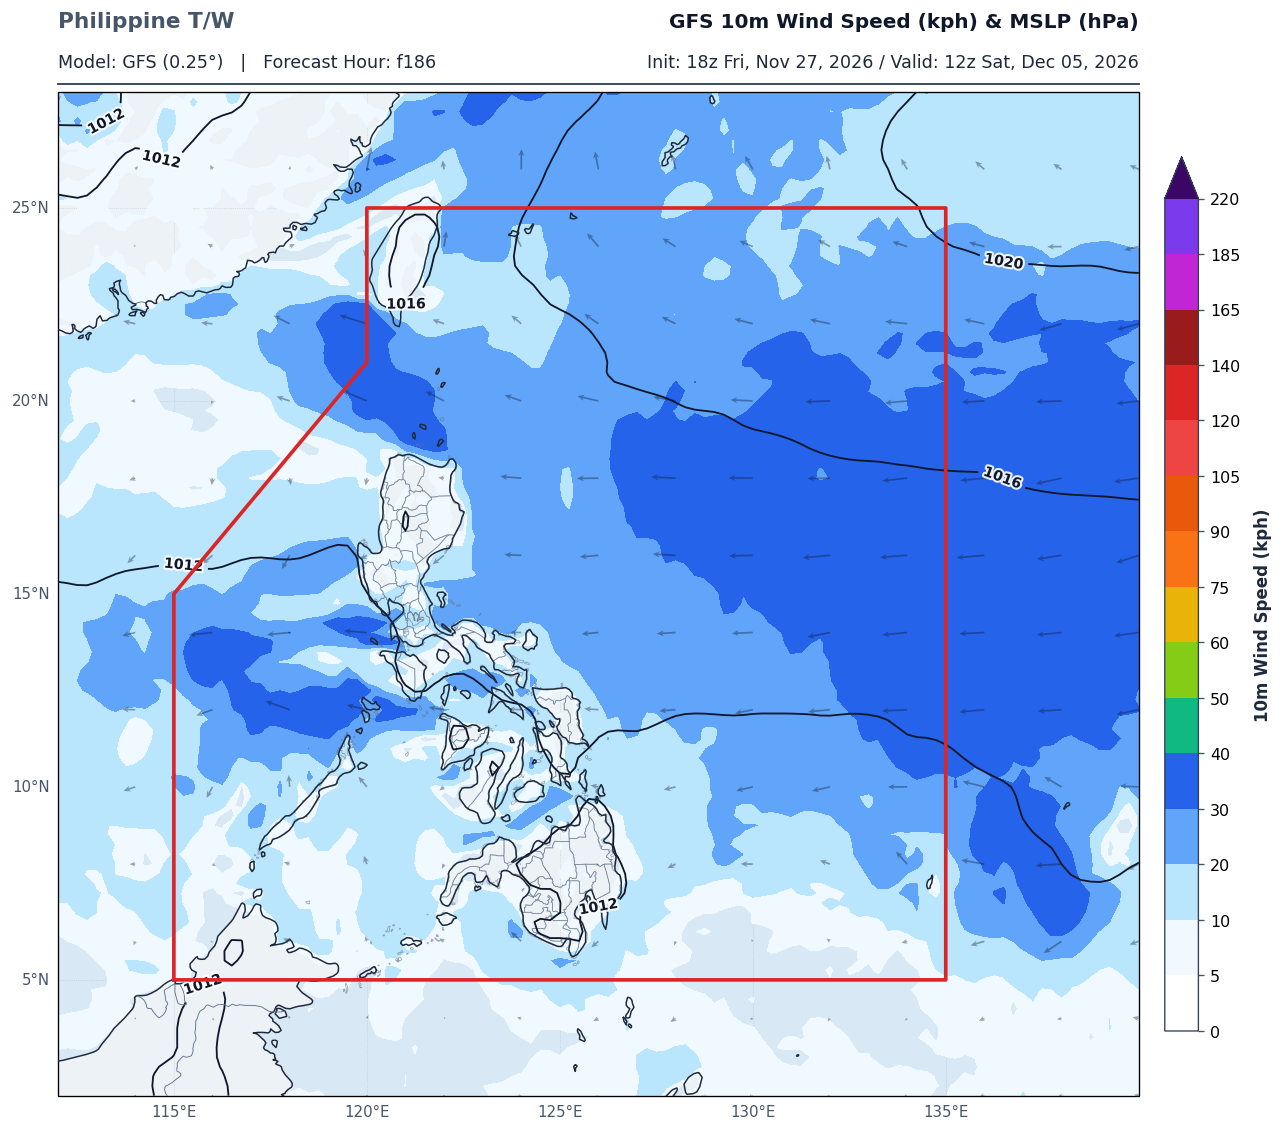 Philippine T/W
GFS 10m Wind Speed (kph) & MSLP (hPa)
Model: GFS (0.25°) | Forecast Hour: f186
Init: 18z Fri, Nov 27, 2026 / Valid: 12z Sat, Dec 05, 2026
1012
1012
1020
1016
1016
1012
1012
1012
25°N
20°N
15°N
10°N
5°N
115°E
120°E
125°E
130°E
135°E
220
185
165
140
120
105
90
75
60
50
40
30
20
10
5
0
10m Wind Speed (kph)